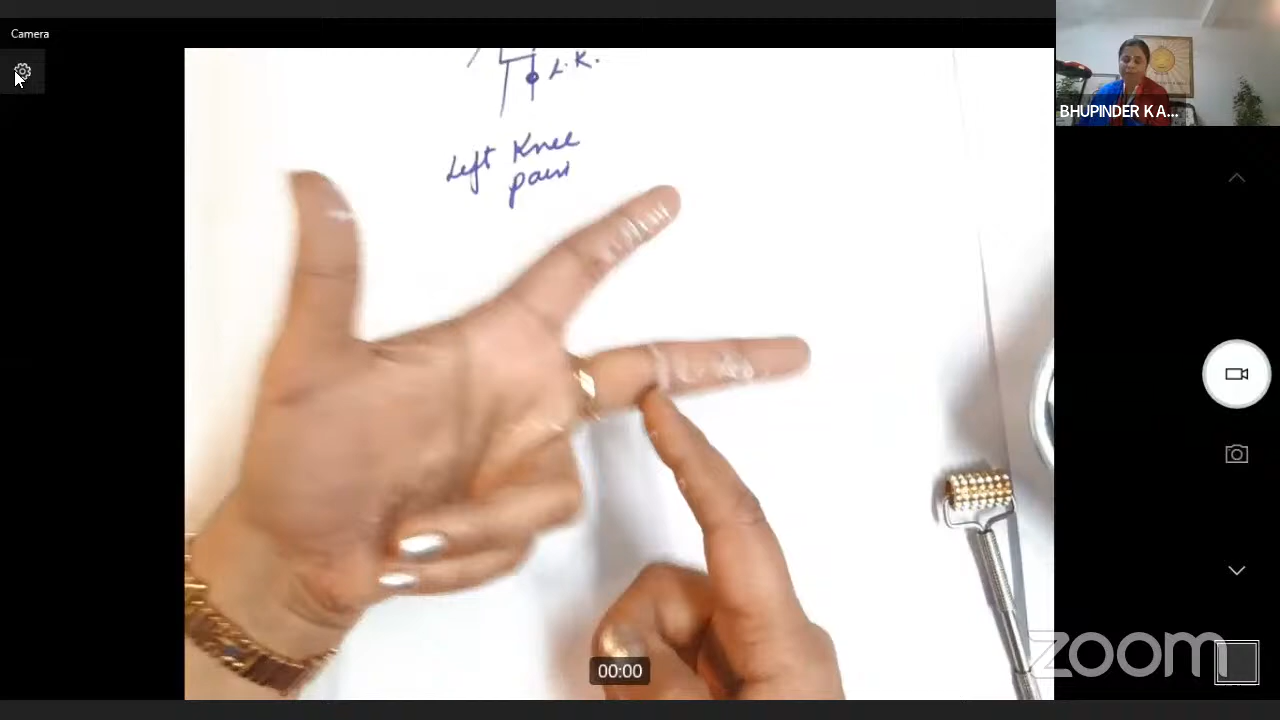 Camera
BHUPINDER K A...
L.K.
Left Knee
pain
00:00
zoom